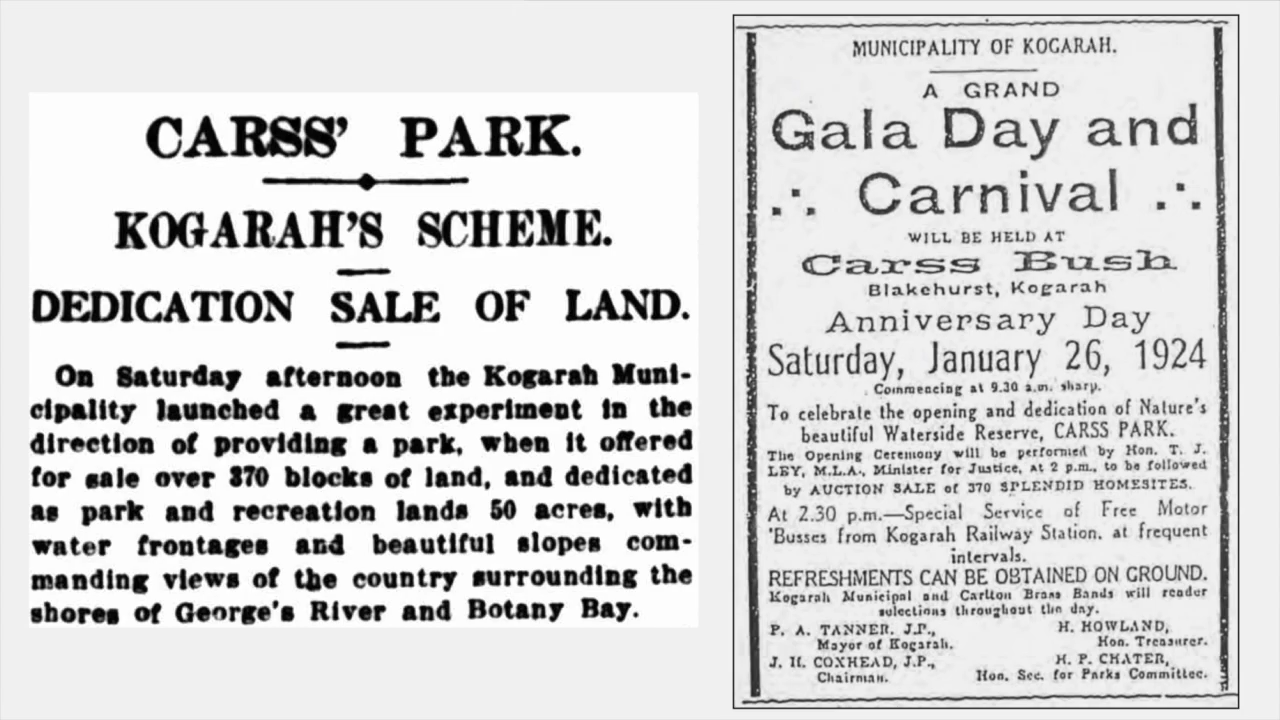 CARSS' PARK.
KOGARAH'S SCHEME.
DEDICATION SALE OF LAND.
On Saturday afternoon the Kogarah Muni-
cipality launched a great experiment in the
direction of providing a park, when it offered
for sale over 370 blocks of land, and dedicated
as park and recreation lands 50 acres, with
water frontages and beautiful slopes com-
manding views of the country surrounding the
shores of George's River and Botany Bay.
MUNICIPALITY OF KOGARAH.
A GRAND
Gala Day and
∴ Carnival ∴
WILL BE HELD AT
Carss Bush
Blakehurst, Kogarah
Anniversary Day
Saturday, January 26, 1924
Commencing at 9.30 a.m. sharp.
To celebrate the opening and dedication of Nature's
beautiful Waterside Reserve, CARSS PARK.
The Opening Ceremony will be performed by Hon. T. J.
LEY, M.L.A., Minister for Justice, at 2 p.m., to be followed
by AUCTION SALE of 370 SPLENDID HOMESITES.
At 2.30 p.m.—Special Service of Free Motor
'Busses from Kogarah Railway Station, at frequent
intervals.
REFRESHMENTS CAN BE OBTAINED ON GROUND.
Kogarah Municipal and Carlton Brass Bands will render
selections throughout the day.
P. A. TANNER, J.P.,
Mayor of Kogarah.
H. HOWLAND,
Hon. Treasurer.
J. H. COXHEAD, J.P.,
Chairman.
H. P. CHATER,
Hon. Sec. for Parks Committee.